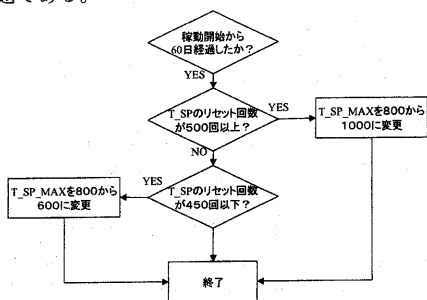 題である。
稼動開始から
60日経過したか？
YES
T_SPのリセット回数
が500回以上？
YES
T_SP_MAXを800から
1000に変更
NO
T_SP_MAXを800から
600に変更
YES
T_SPのリセット回数
が450回以下？
終了